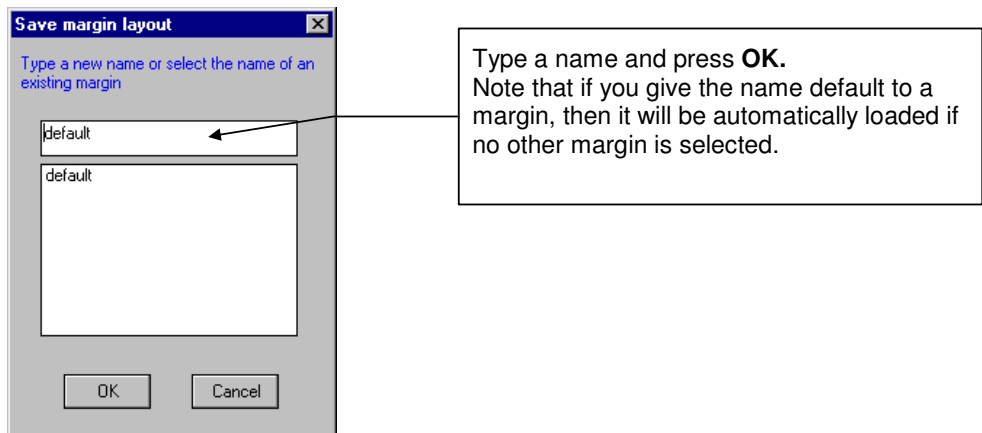 Save margin layout
Type a new name or select the name of an
existing margin
default
default
OK
Cancel
Type a name and press OK.
Note that if you give the name default to a
margin, then it will be automatically loaded if
no other margin is selected.